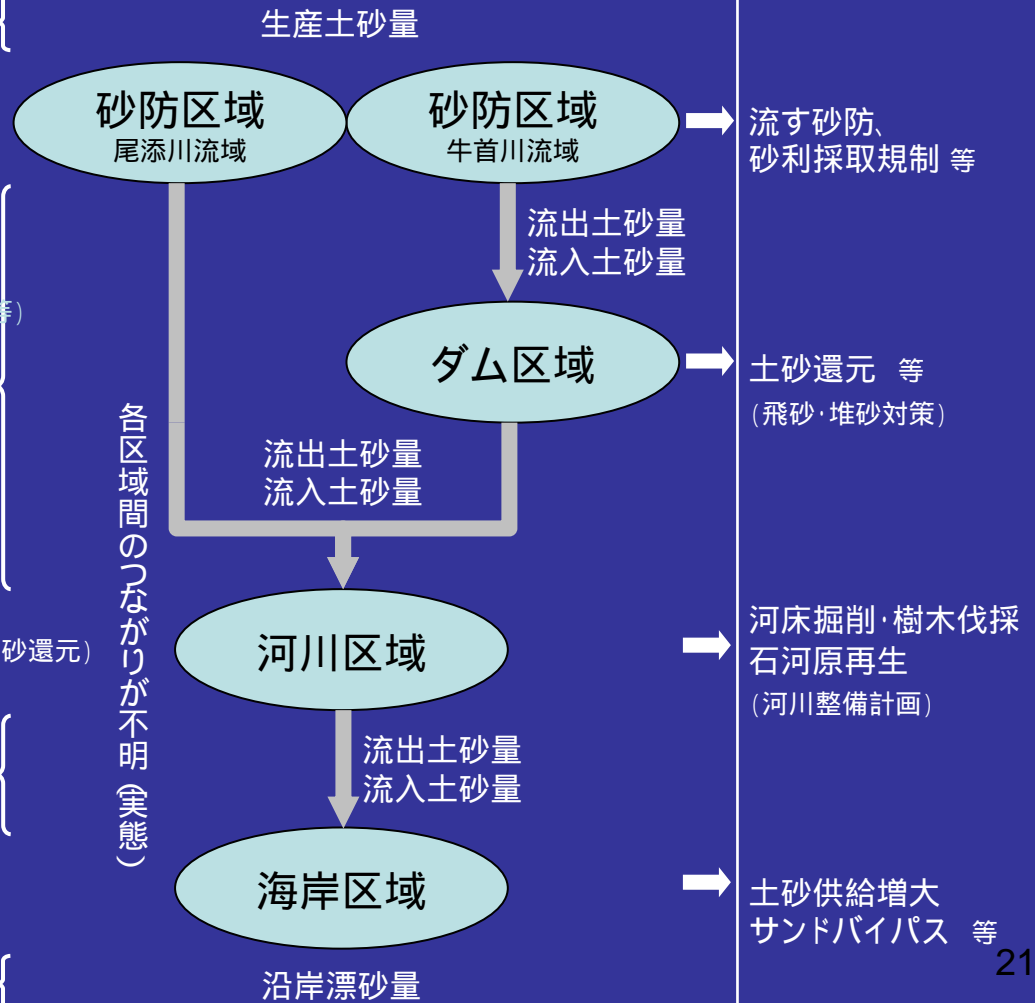 生産土砂量
砂防区域
尾添川流域
砂防区域
牛首川流域
流す砂防、
砂利採取規制 等
流出土砂量
流入土砂量
等）
ダム区域
土砂還元 等
（飛砂・堆砂対策）
各区域間のつながりが不明（実態）
流出土砂量
流入土砂量
砂還元）
河川区域
河床掘削・樹木伐採
石河原再生
（河川整備計画）
流出土砂量
流入土砂量
海岸区域
土砂供給増大
サンドバイパス 等
21
沿岸漂砂量